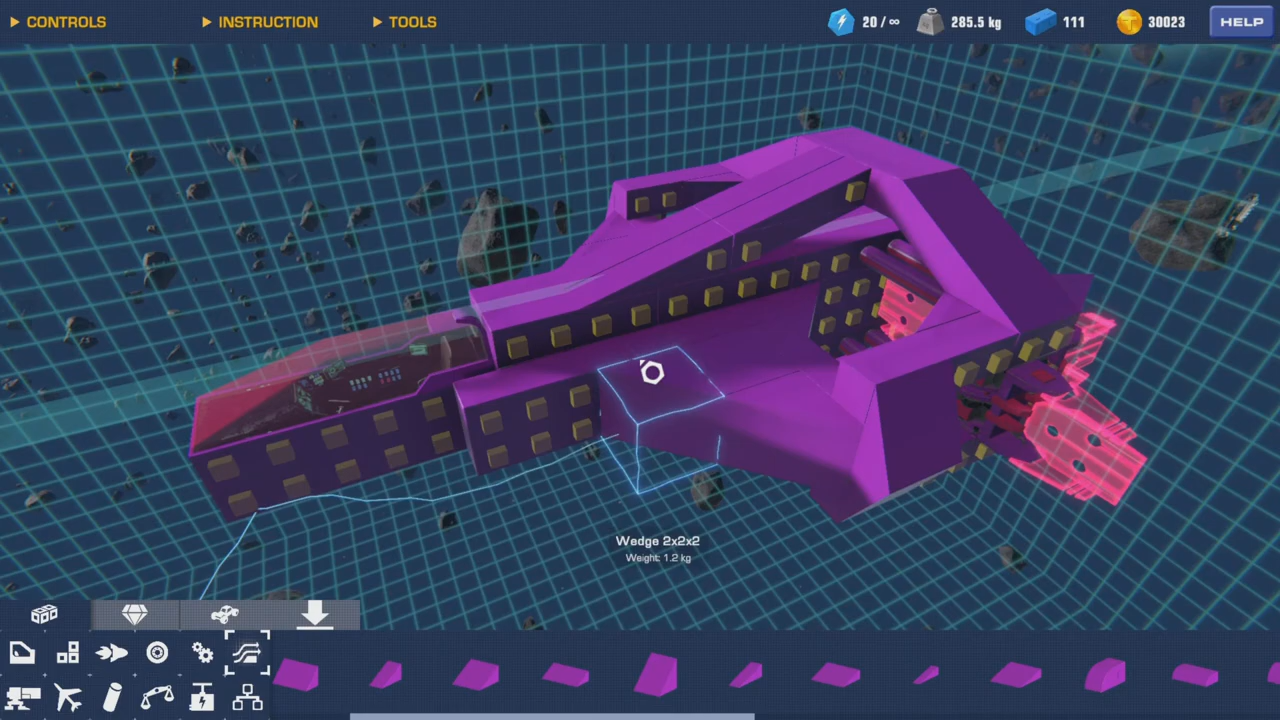 CONTROLS
INSTRUCTION
TOOLS
20 / ∞
285.5 kg
111
30023
HELP
Wedge 2x2x2
Weight: 1.2 kg